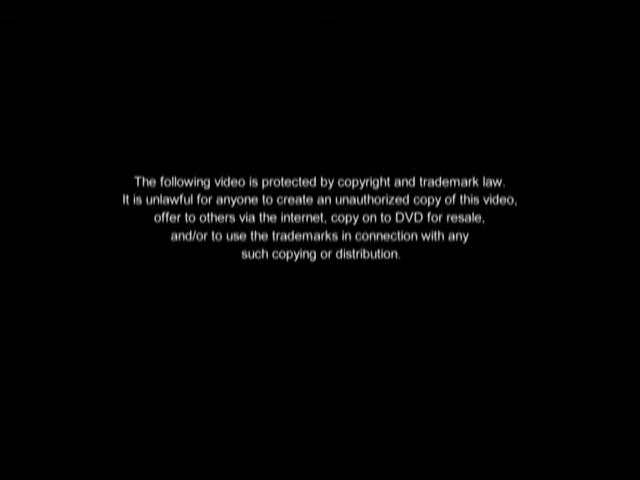 The following video is protected by copyright and trademark law.
It is unlawful for anyone to create an unauthorized copy of this video,
offer to others via the internet, copy on to DVD for resale,
and/or to use the trademarks in connection with any
such copying or distribution.